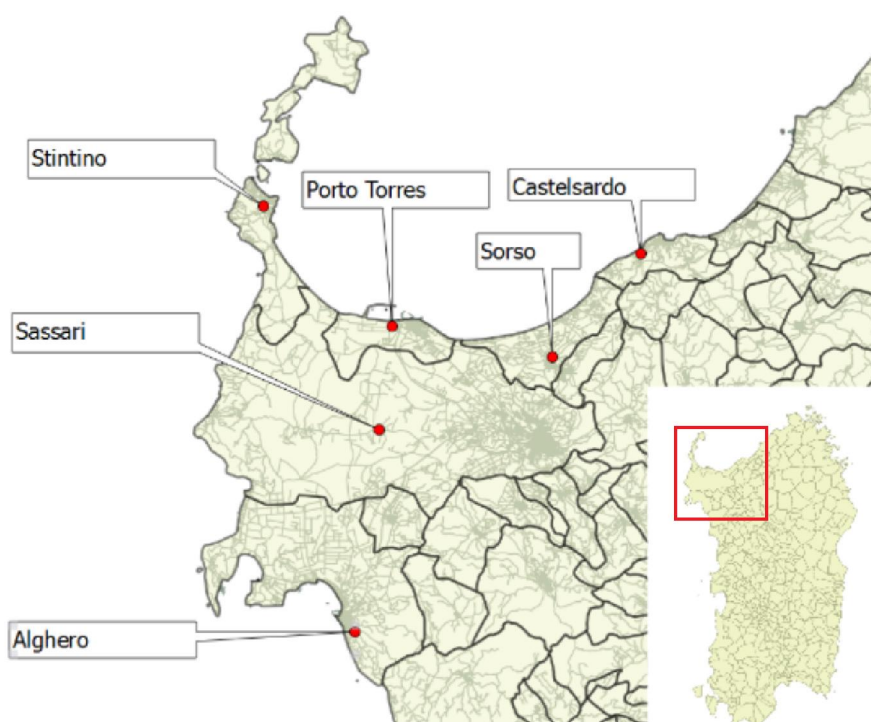 Stintino
Porto Torres
Castelsardo
Sorso
Sassari
Alghero